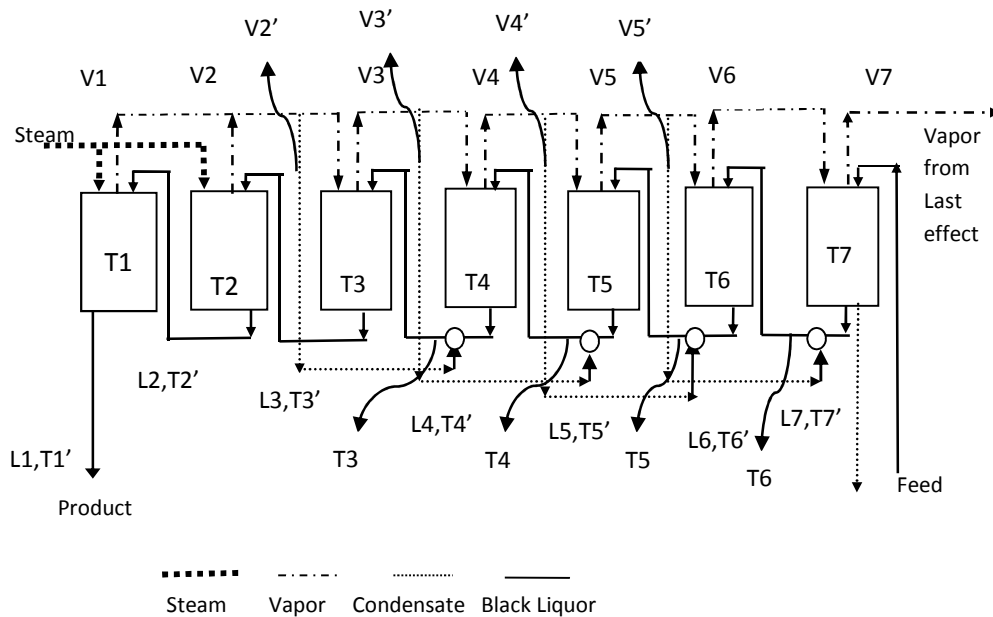 V2’
V3’
V4’
V5’
V1
V2
V3
V4
V5
V6
V7
Steam
Vapor
from
Last
effect
T1
T2
T3
T4
T5
T6
T7
L2,T2’
L3,T3’
L4,T4’
L5,T5’
L6,T6’
L7,T7’
T3
T4
T5
T6
L1,T1’
Product
Feed
Steam
Vapor
Condensate
Black Liquor